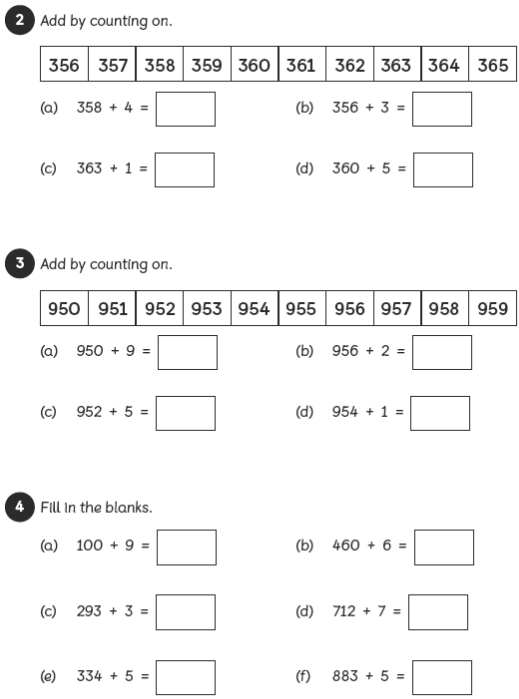 2 Add by counting on.
356 357 358 359 360 361 362 363 364 365
(a) 358 + 4 =
(b) 356 + 3 =
(c) 363 + 1 =
(d) 360 + 5 =
3 Add by counting on.
950 951 952 953 954 955 956 957 958 959
(a) 950 + 9 =
(b) 956 + 2 =
(c) 952 + 5 =
(d) 954 + 1 =
4 Fill in the blanks.
(a) 100 + 9 =
(b) 460 + 6 =
(c) 293 + 3 =
(d) 712 + 7 =
(e) 334 + 5 =
(f) 883 + 5 =